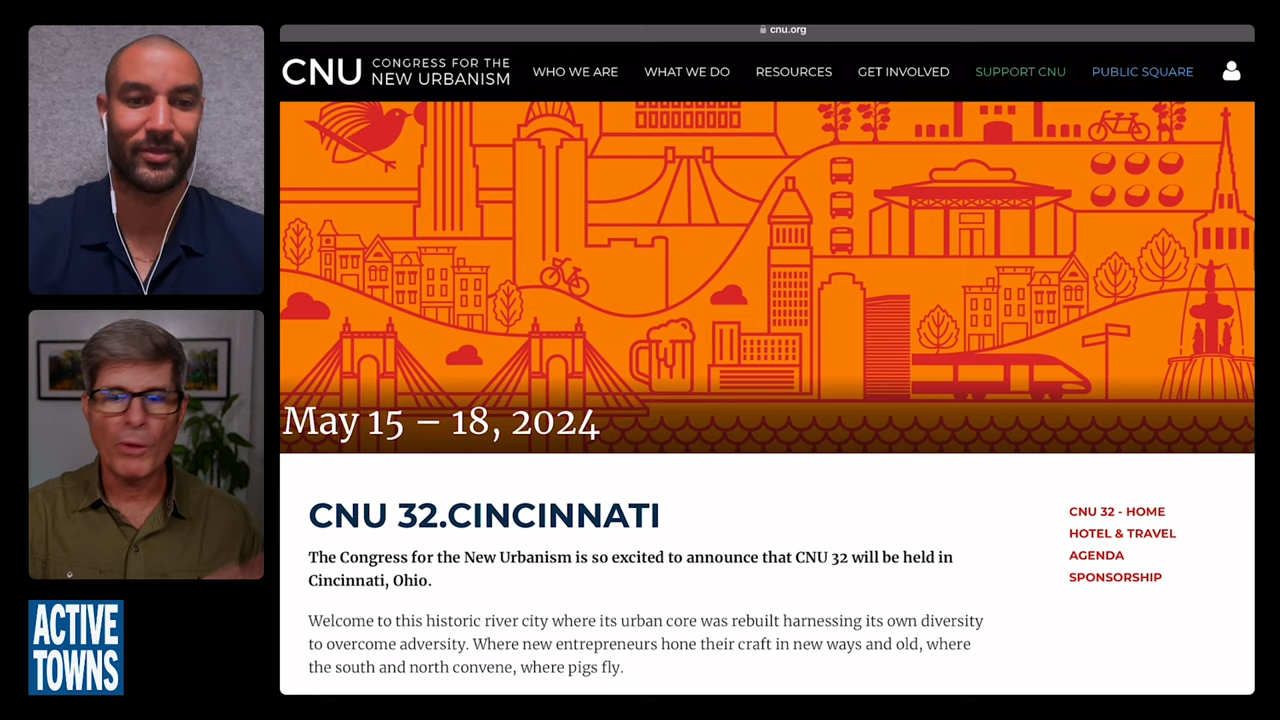 cnu.org
CNU CONGRESS FOR THE NEW URBANISM
WHO WE ARE
WHAT WE DO
RESOURCES
GET INVOLVED
SUPPORT CNU
PUBLIC SQUARE
May 15 – 18, 2024
CNU 32.CINCINNATI
The Congress for the New Urbanism is so excited to announce that CNU 32 will be held in
Cincinnati, Ohio.
Welcome to this historic river city where its urban core was rebuilt harnessing its own diversity
to overcome adversity. Where new entrepreneurs hone their craft in new ways and old, where
the south and north convene, where pigs fly.
CNU 32 - HOME
HOTEL & TRAVEL
AGENDA
SPONSORSHIP
ACTIVE
TOWNS